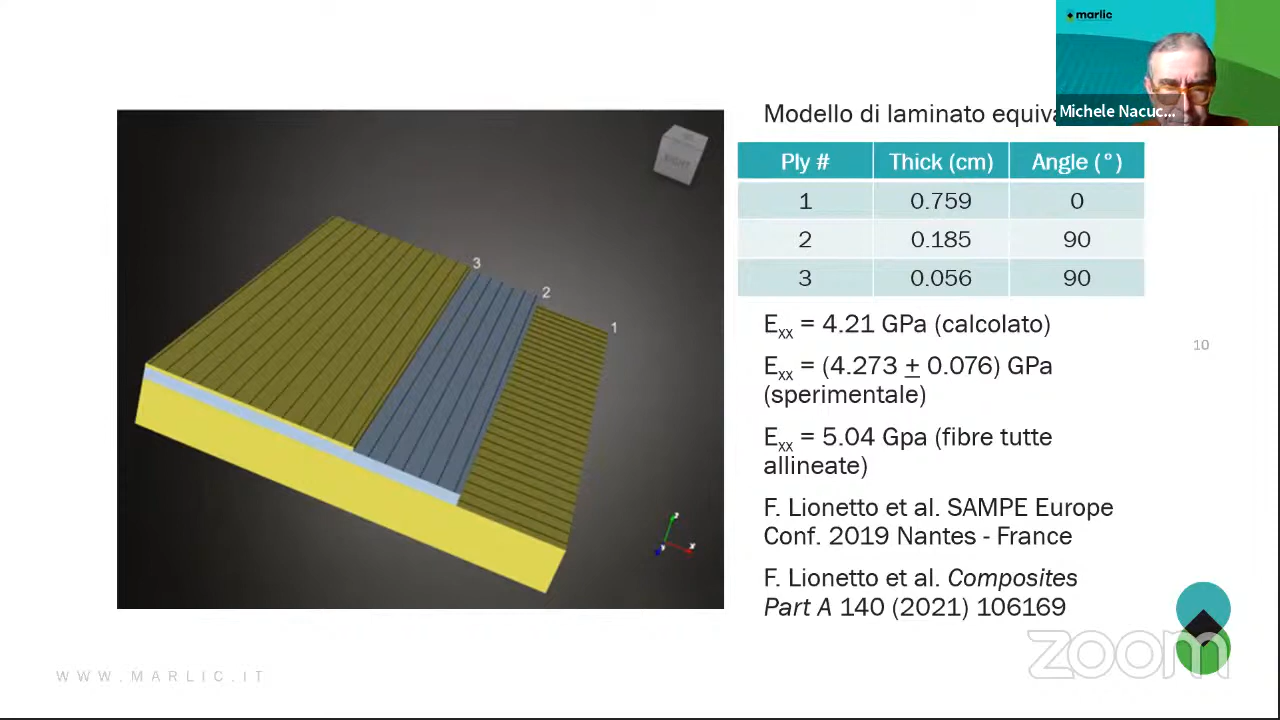 marlic
Michele Nacuc...
Modello di laminato equiva
Ply # Thick (cm) Angle (°)
1 0.759 0
2 0.185 90
3 0.056 90
RIGHT
3
2
1
Exx = 4.21 GPa (calcolato)
Exx = (4.273 ± 0.076) GPa
(sperimentale)
Exx = 5.04 Gpa (fibre tutte
allineate)
F. Lionetto et al. SAMPE Europe
Conf. 2019 Nantes - France
F. Lionetto et al. Composites
Part A 140 (2021) 106169
10
WWW.MARLIC.IT
zoom